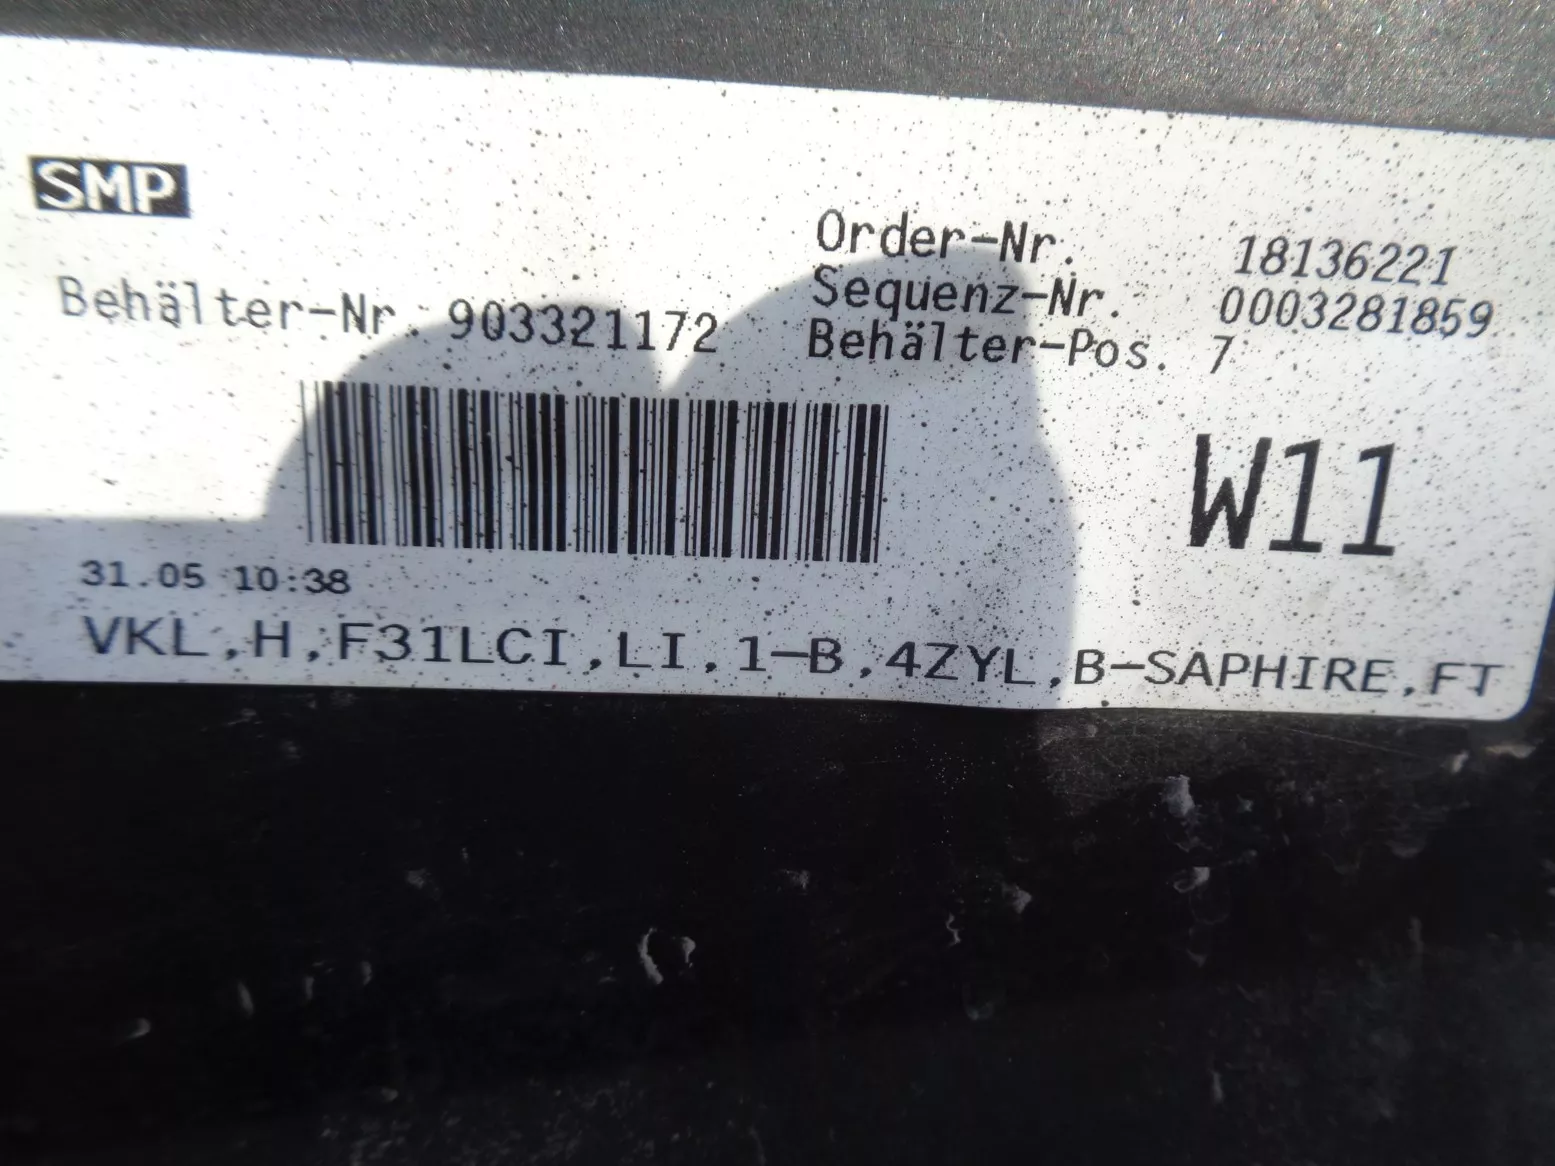 SMP
Order-Nr. 18136221
Sequenz-Nr. 0003281859
Behälter-Nr. 903321172
Behälter-Pos. 7
W11
31.05 10:38
VKL,H,F31LCI,LI,1-B,4ZYL,B-SAPHIRE,FT